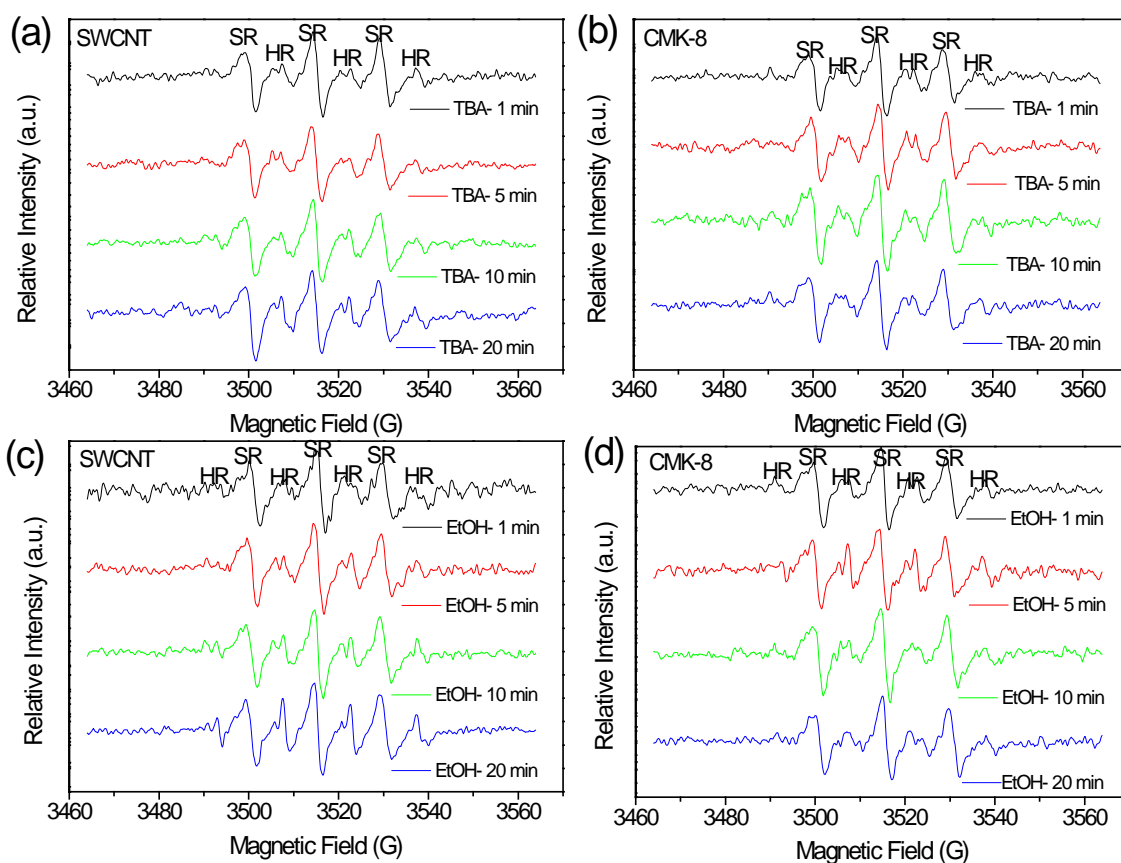 (a)
SWCNT
SR
HR
SR
HR
SR
HR
TBA- 1 min
TBA- 5 min
TBA- 10 min
TBA- 20 min
Relative Intensity (a.u.)
3460 3480 3500 3520 3540 3560
Magnetic Field (G)
(b)
CMK-8
SR
HR
SR
HR
SR
HR
TBA- 1 min
TBA- 5 min
TBA- 10 min
TBA- 20 min
Relative Intensity (a.u.)
3460 3480 3500 3520 3540 3560
Magnetic Field (G)
(c)
SWCNT
HR
SR
HR
SR
HR
SR
HR
EtOH- 1 min
EtOH- 5 min
EtOH- 10 min
EtOH- 20 min
Relative Intensity (a.u.)
3460 3480 3500 3520 3540 3560
Magnetic Field (G)
(d)
CMK-8
HR
SR
HR
SR
HR
SR
HR
EtOH- 1 min
EtOH- 5 min
EtOH- 10 min
EtOH- 20 min
Relative Intensity (a.u.)
3460 3480 3500 3520 3540 3560
Magnetic Field (G)